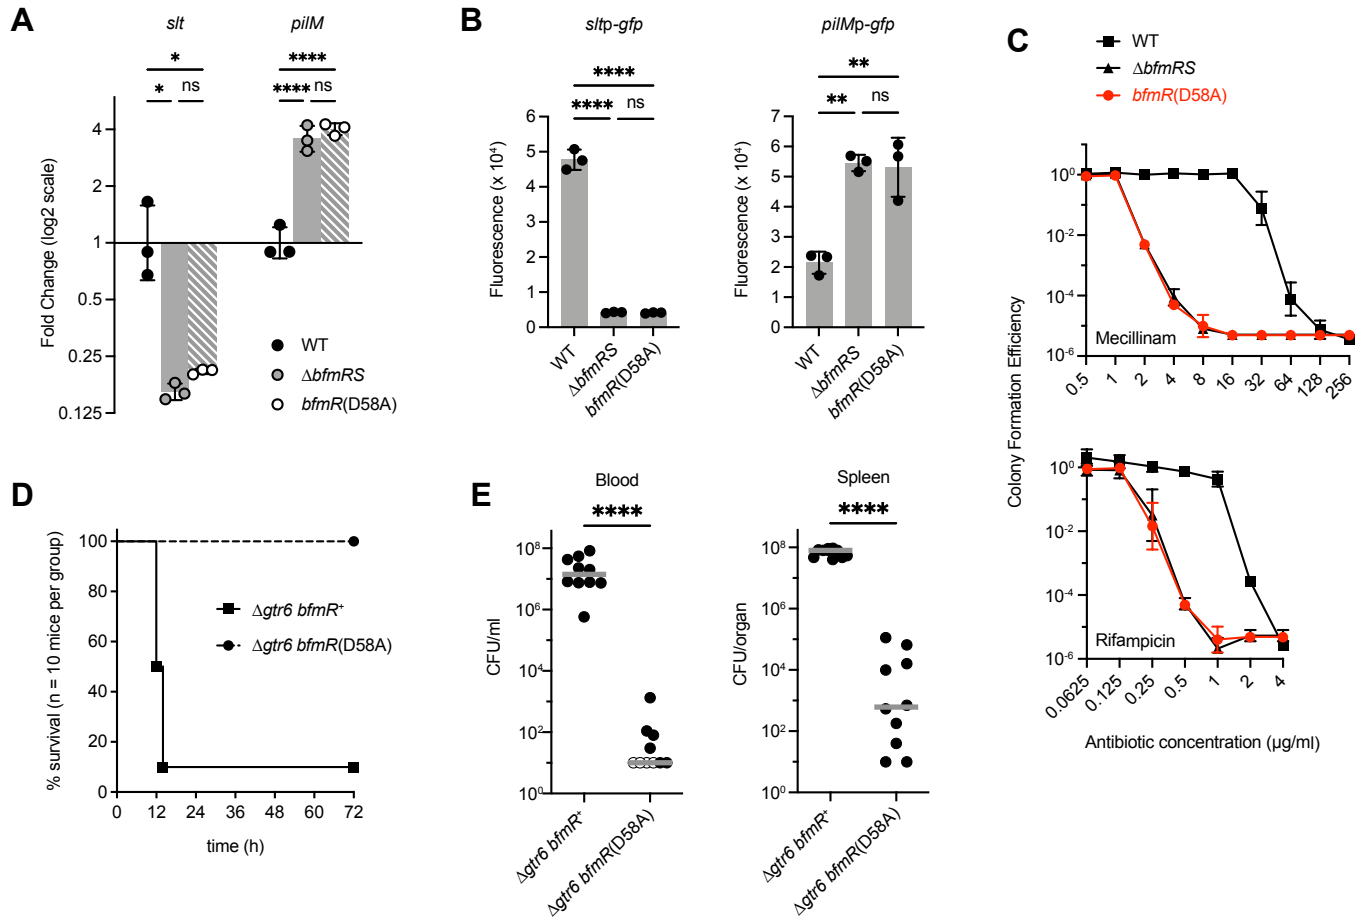 A
slt
pilM
*
****
*
ns
****
ns
Fold Change (log2 scale)
4
2
1
0.5
0.25
0.125
WT
ΔbfmRS
bfmR(D58A)
B
sltp-gfp
pilMp-gfp
****
**
****
ns
**
ns
Fluorescence (x 10⁴)
6
5
4
3
2
1
0
WT
ΔbfmRS
bfmR(D58A)
Fluorescence (x 10⁴)
7
6
5
4
3
2
1
0
WT
ΔbfmRS
bfmR(D58A)
C
WT
ΔbfmRS
bfmR(D58A)
Colony Formation Efficiency
10⁰
10⁻²
10⁻⁴
10⁻⁶
Mecillinam
0.5 1 2 4 8 16 32 64 128 256
10⁰
10⁻²
10⁻⁴
10⁻⁶
Rifampicin
0.0625 0.125 0.25 0.5 1 2 4
Antibiotic concentration (µg/ml)
D
% survival (n = 10 mice per group)
100
80
60
40
20
0
Δgtr6 bfmR⁺
Δgtr6 bfmR(D58A)
0 12 24 36 48 60 72
time (h)
E
Blood
Spleen
****
****
CFU/ml
10⁸
10⁶
10⁴
10²
10⁰
Δgtr6 bfmR⁺
Δgtr6 bfmR(D58A)
CFU/organ
10⁸
10⁶
10⁴
10²
10⁰
Δgtr6 bfmR⁺
Δgtr6 bfmR(D58A)